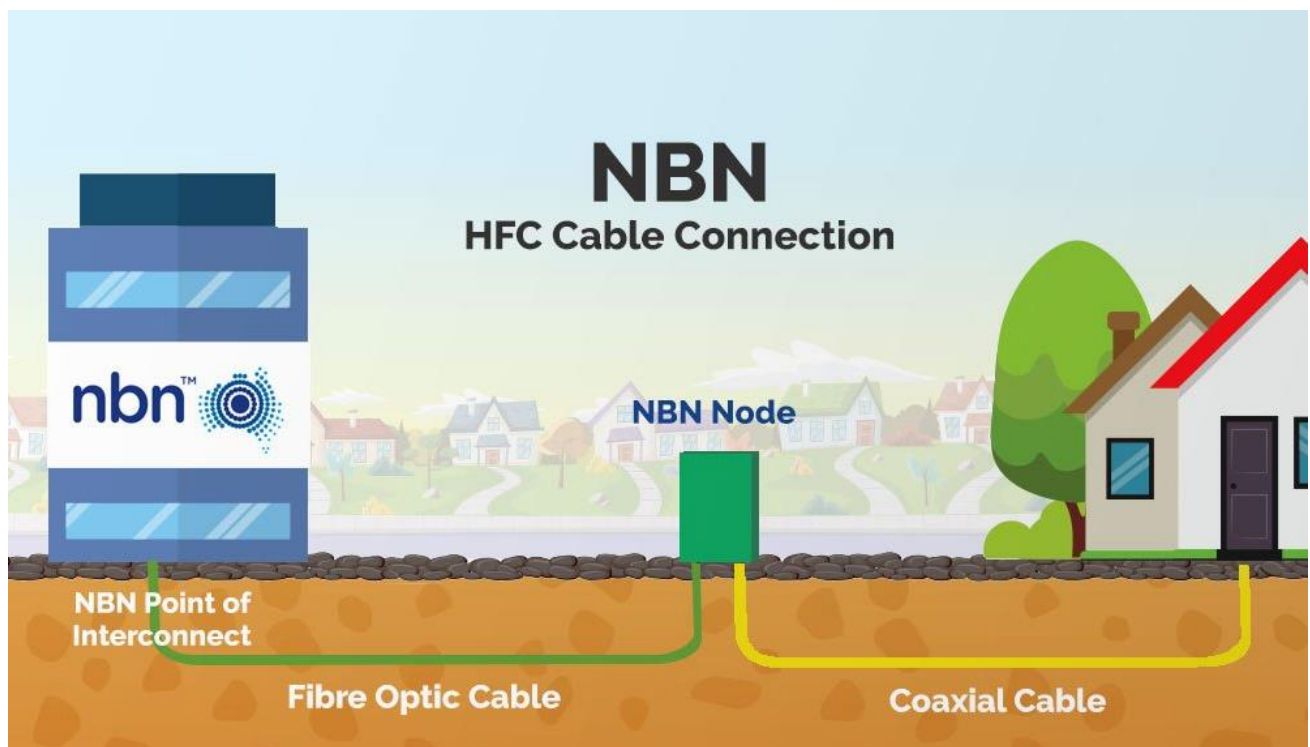 NBN
HFC Cable Connection
nbn™
NBN Node
NBN Point of
Interconnect
Fibre Optic Cable
Coaxial Cable